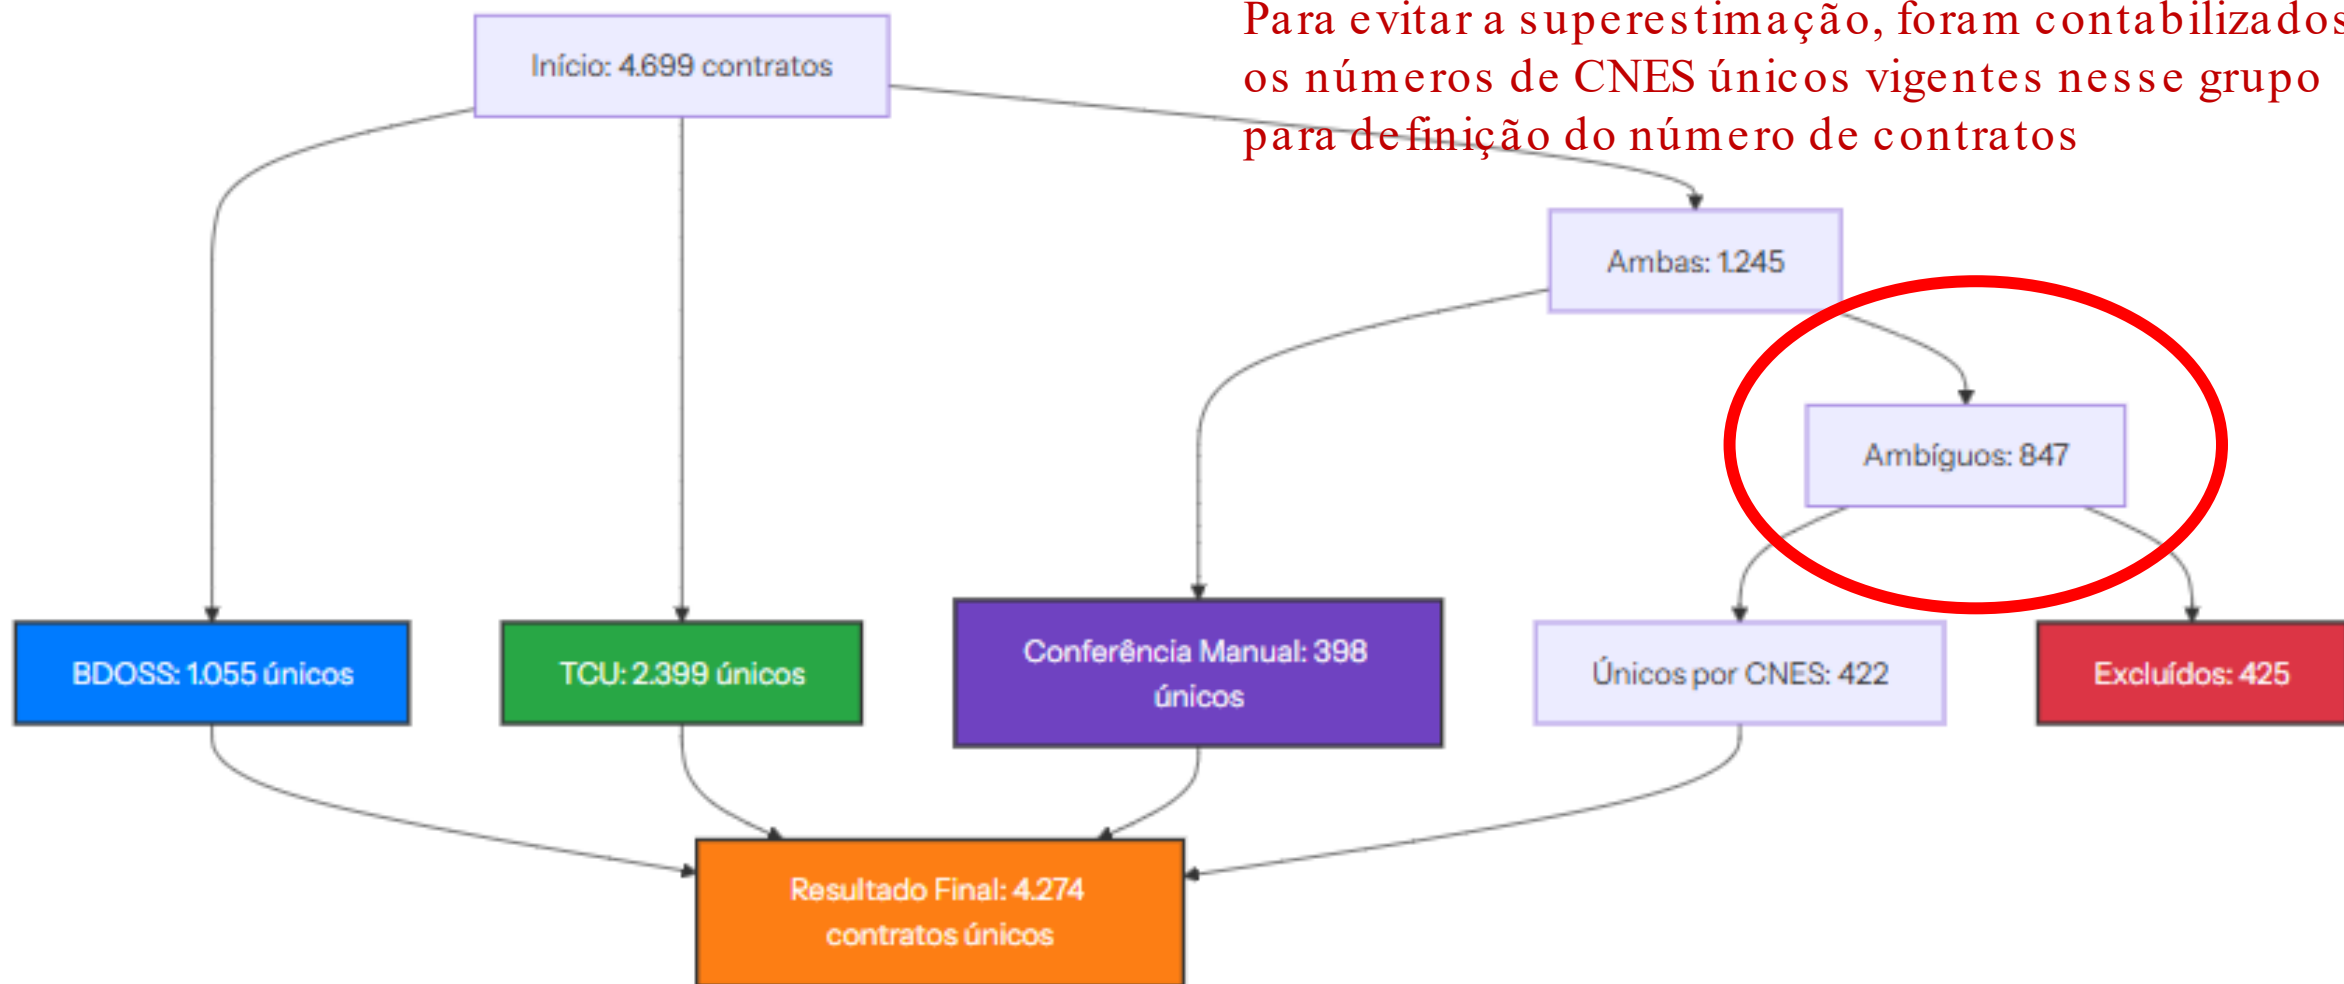 Para evitar a superestimação, foram contabilizados
os números de CNES únicos vigentes nesse grupo
para definição do número de contratos
Início: 4.699 contratos
Ambas: 1.245
Ambíguos: 847
BDOSS: 1.055 únicos
TCU: 2.399 únicos
Conferência Manual: 398
únicos
Únicos por CNES: 422
Excluídos: 425
Resultado Final: 4.274
contratos únicos